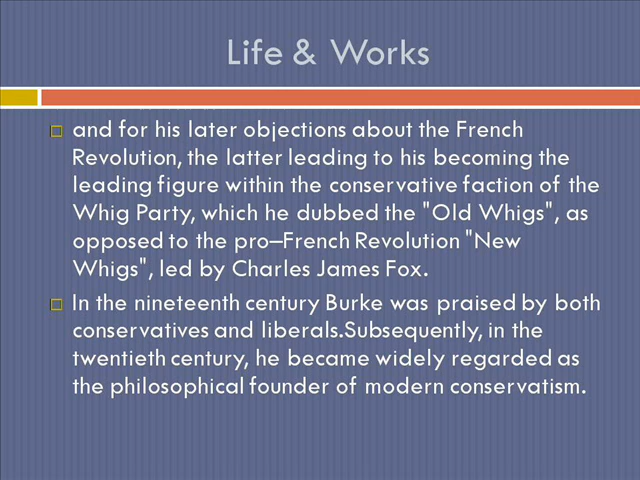 Life & Works
and for his later objections about the French
Revolution, the latter leading to his becoming the
leading figure within the conservative faction of the
Whig Party, which he dubbed the "Old Whigs", as
opposed to the pro–French Revolution "New
Whigs", led by Charles James Fox.
In the nineteenth century Burke was praised by both
conservatives and liberals.Subsequently, in the
twentieth century, he became widely regarded as
the philosophical founder of modern conservatism.